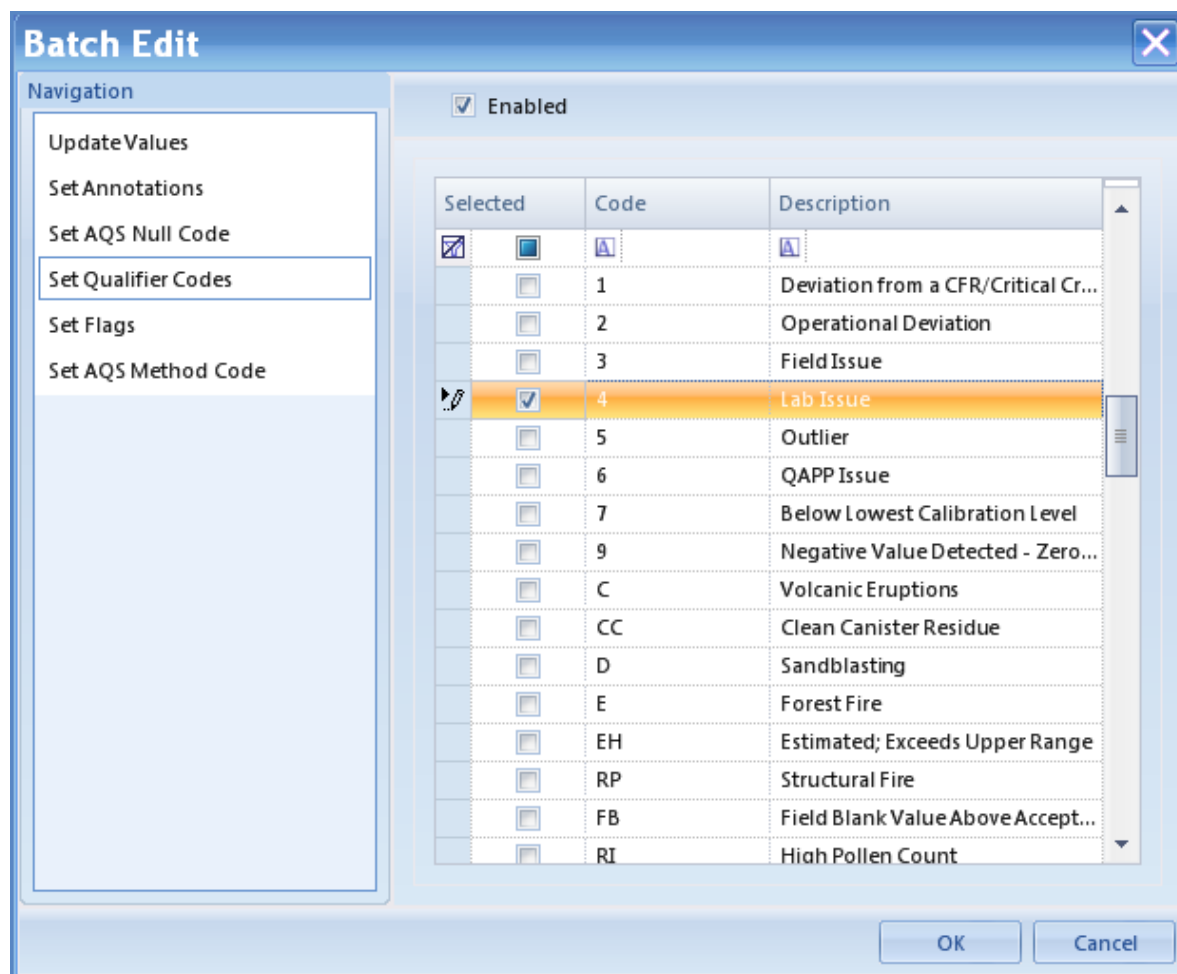 Batch Edit
Navigation
Update Values
Set Annotations
Set AQS Null Code
Set Qualifier Codes
Set Flags
Set AQS Method Code
Enabled
Selected Code Description
A A
1 Deviation from a CFR/Critical Cr...
2 Operational Deviation
3 Field Issue
4 Lab Issue
5 Outlier
6 QAPP Issue
7 Below Lowest Calibration Level
9 Negative Value Detected - Zero...
C Volcanic Eruptions
CC Clean Canister Residue
D Sandblasting
E Forest Fire
EH Estimated; Exceeds Upper Range
RP Structural Fire
FB Field Blank Value Above Accept...
RI High Pollen Count
OK Cancel